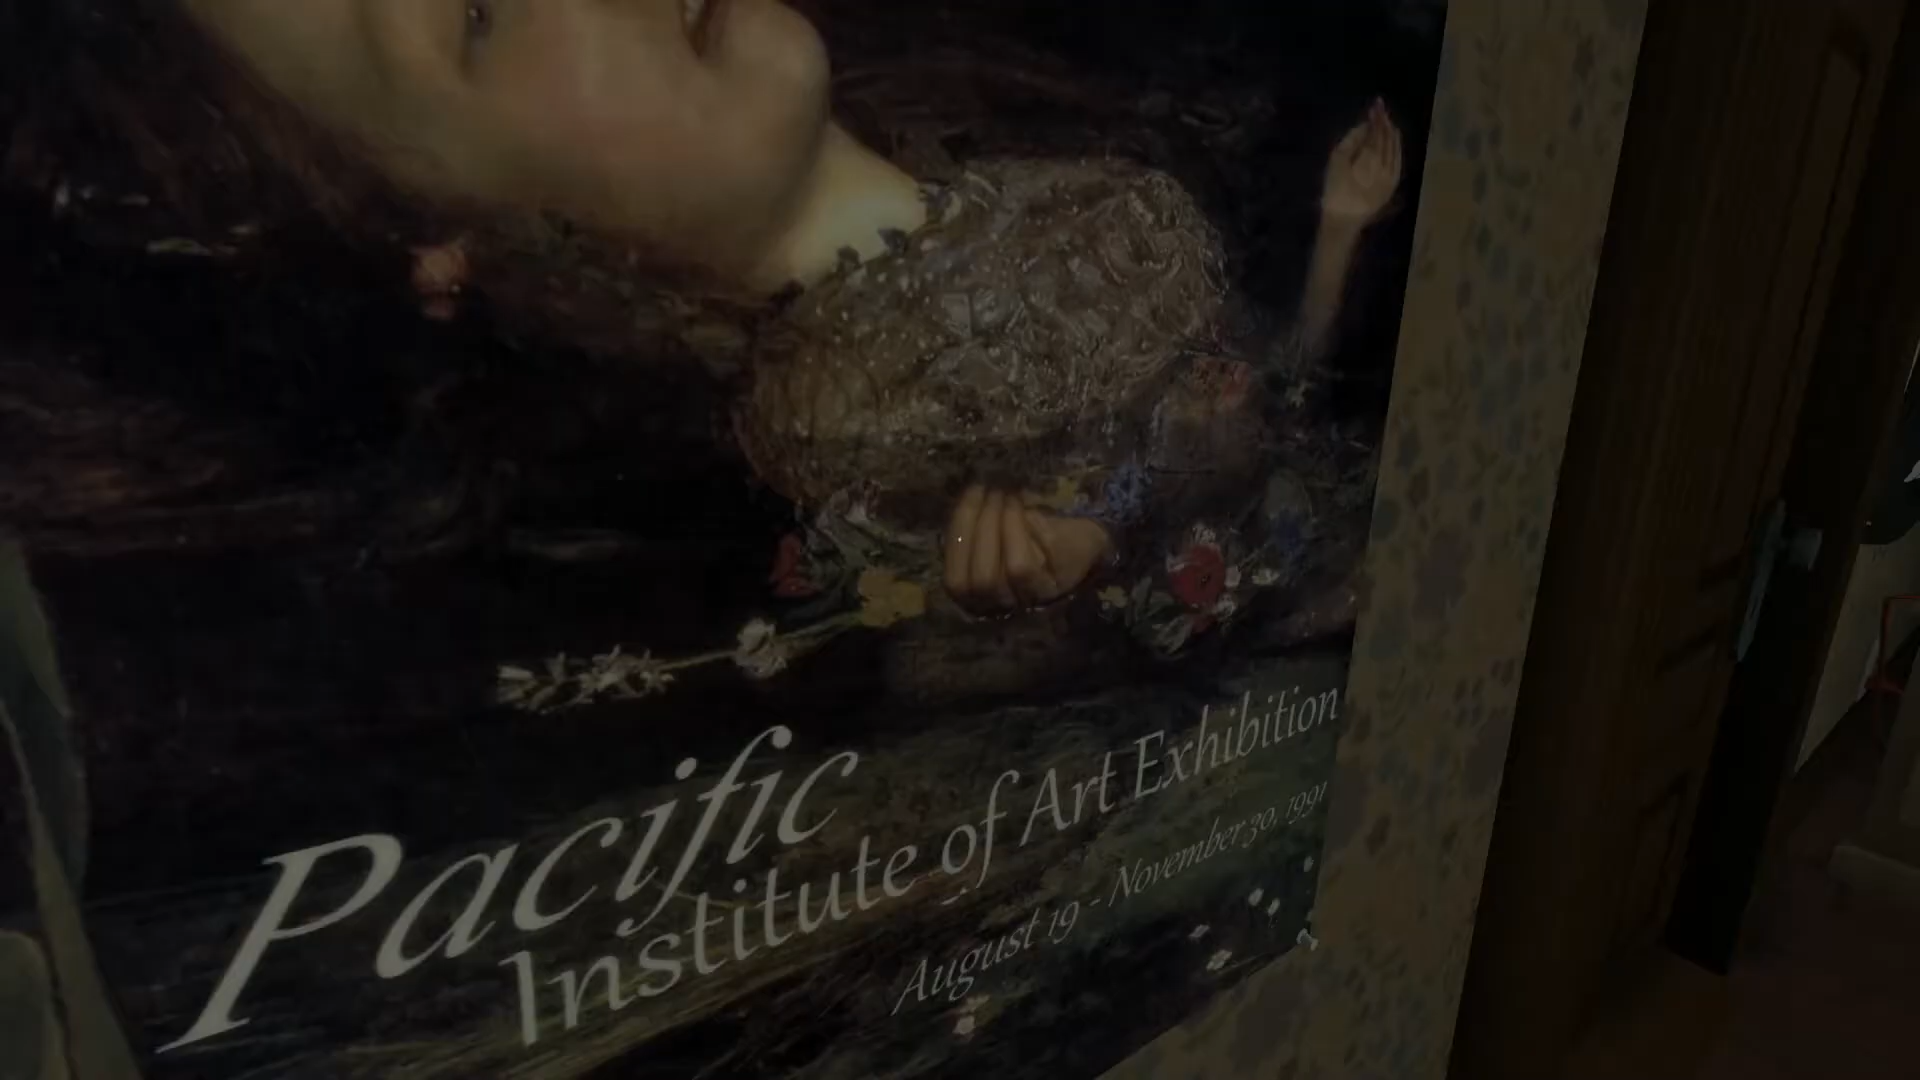 Pacific
Institute of Art Exhibition
August 19 - November 30, 1991